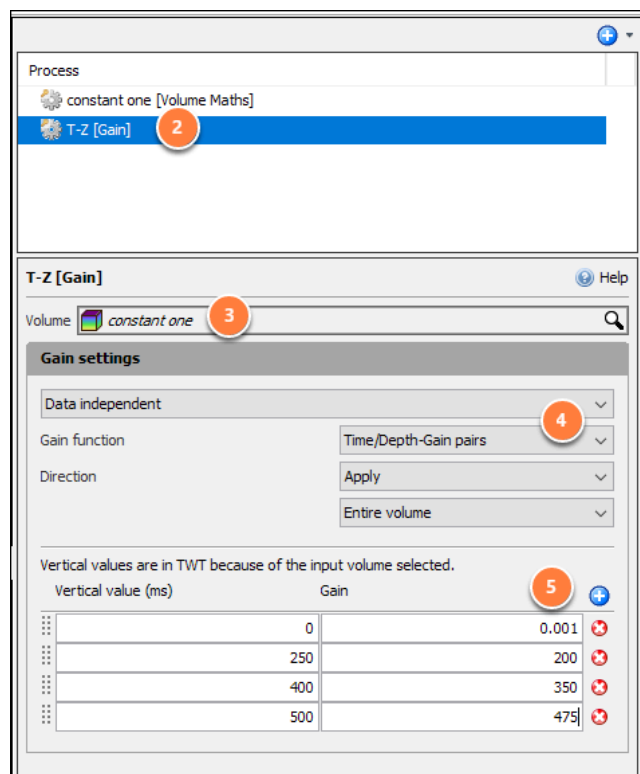 Process
constant one [Volume Maths]
T-Z [Gain] 2
T-Z [Gain] Help
Volume constant one 3
Gain settings
Data independent
4
Gain function Time/Depth-Gain pairs
Direction Apply
Entire volume
Vertical values are in TWT because of the input volume selected.
Vertical value (ms) Gain 5
0 0.001
250 200
400 350
500 475